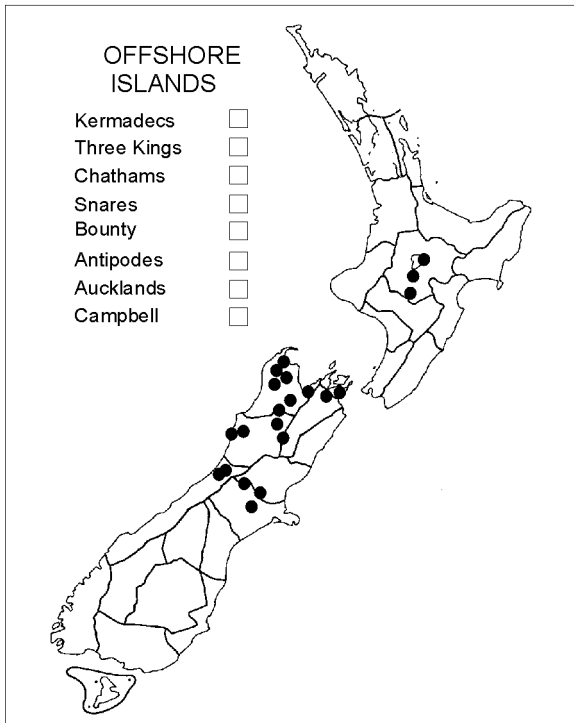 OFFSHORE
ISLANDS
Kermadecs
Three Kings
Chathams
Snares
Bounty
Antipodes
Aucklands
Campbell